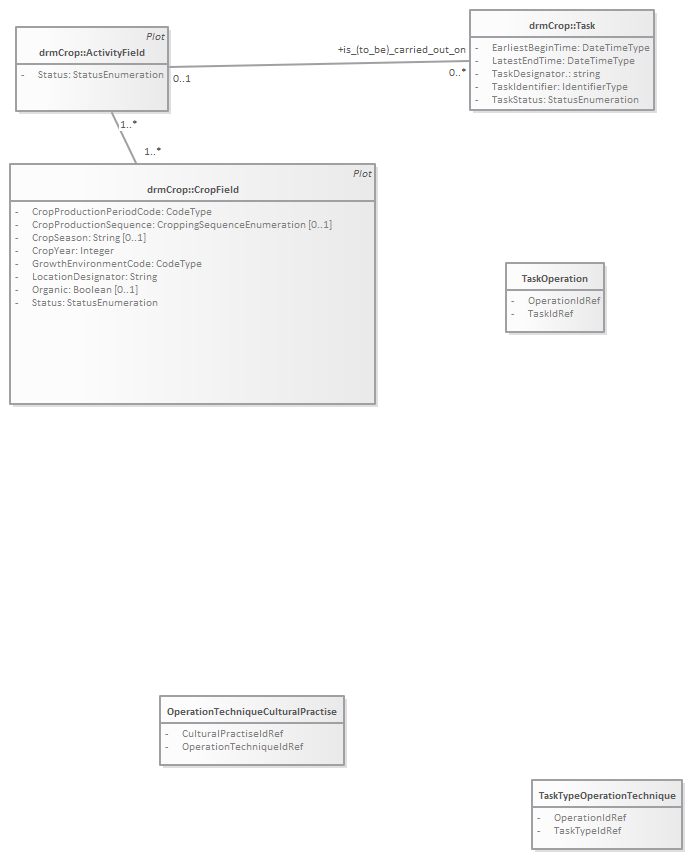 Plot
drmCrop::ActivityField
- Status: StatusEnumeration
0..1
+is_(to_be)_carried_out_on
0..*
drmCrop::Task
- EarliestBeginTime: DateTimeType
- LatestEndTime: DateTimeType
- TaskDesignator.: string
- TaskIdentifier: IdentifierType
- TaskStatus: StatusEnumeration
1..*
1..*
Plot
drmCrop::CropField
- CropProductionPeriodCode: CodeType
- CropProductionSequence: CroppingSequenceEnumeration [0..1]
- CropSeason: String [0..1]
- CropYear: Integer
- GrowthEnvironmentCode: CodeType
- LocationDesignator: String
- Organic: Boolean [0..1]
- Status: StatusEnumeration
TaskOperation
- OperationIdRef
- TaskIdRef
OperationTechniqueCulturalPractise
- CulturalPractiseIdRef
- OperationTechniqueIdRef
TaskTypeOperationTechnique
- OperationIdRef
- TaskTypeIdRef